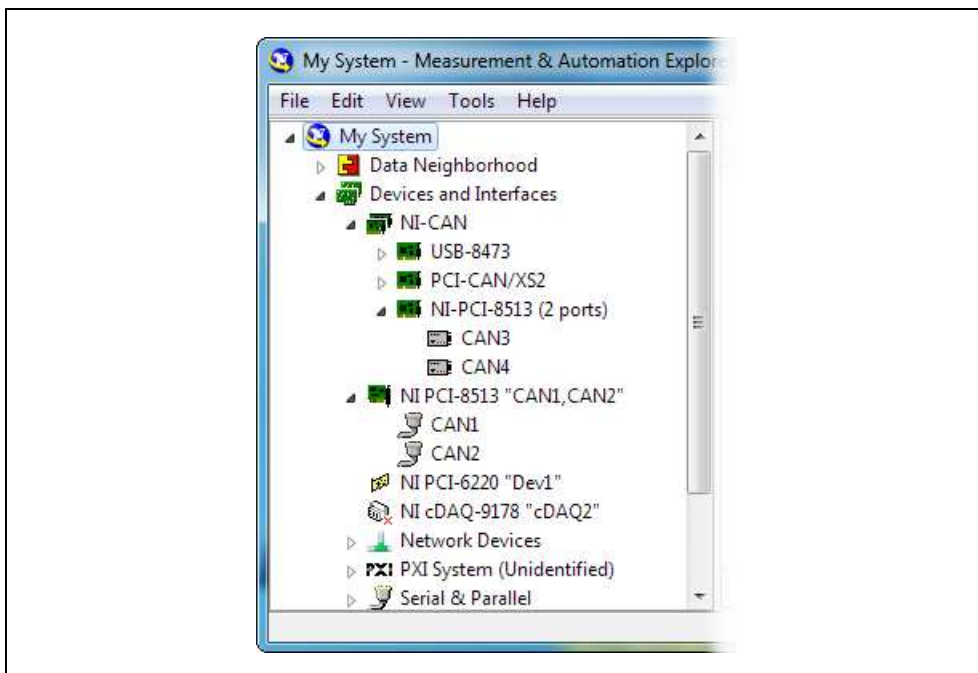 My System - Measurement & Automation Explore
File Edit View Tools Help
My System
Data Neighborhood
Devices and Interfaces
NI-CAN
USB-8473
PCI-CAN/XS2
NI-PCI-8513 (2 ports)
CAN3
CAN4
NI PCI-8513 "CAN1,CAN2"
CAN1
CAN2
NI PCI-6220 "Dev1"
NI cDAQ-9178 "cDAQ2"
Network Devices
PXI PXI System (Unidentified)
Serial & Parallel